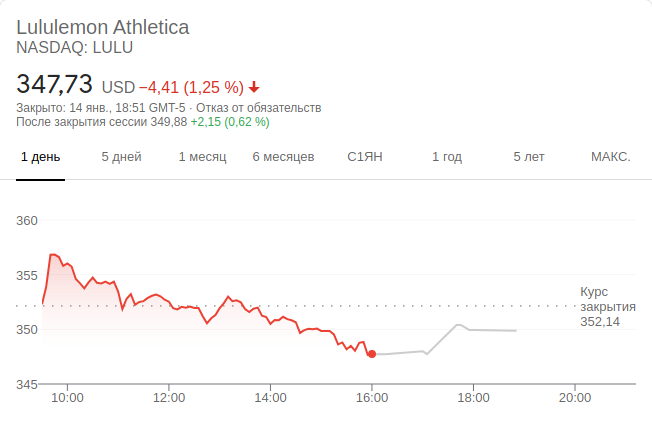 Lululemon Athletica
NASDAQ: LULU
347,73 USD −4,41 (1,25 %)
Закрыто: 14 янв., 18:51 GMT-5 · Отказ от обязательств
После закрытия сессии 349,88 +2,15 (0,62 %)
1 день 5 дней 1 месяц 6 месяцев С1ЯН 1 год 5 лет МАКС.
360
355
Курс
закрытия
352,14
350
345
10:00 12:00 14:00 16:00 18:00 20:00